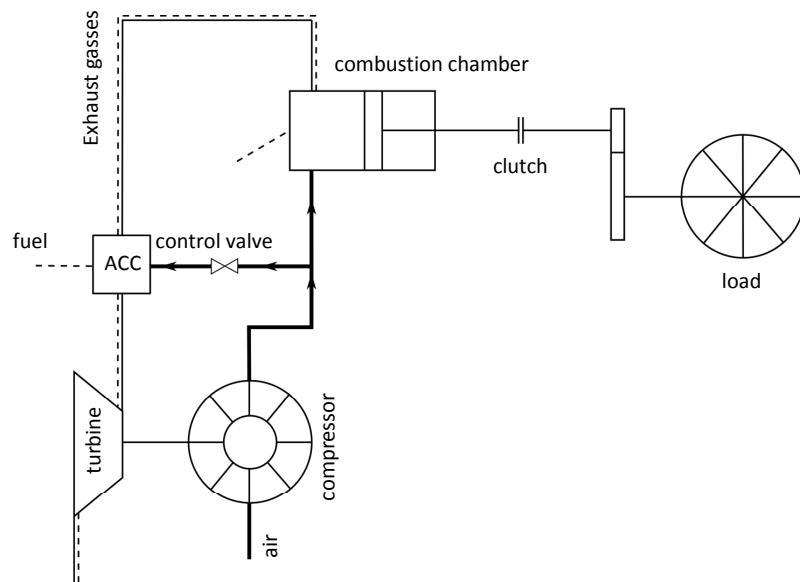 Exhaust gasses
combustion chamber
clutch
fuel
control valve
ACC
load
turbine
compressor
air